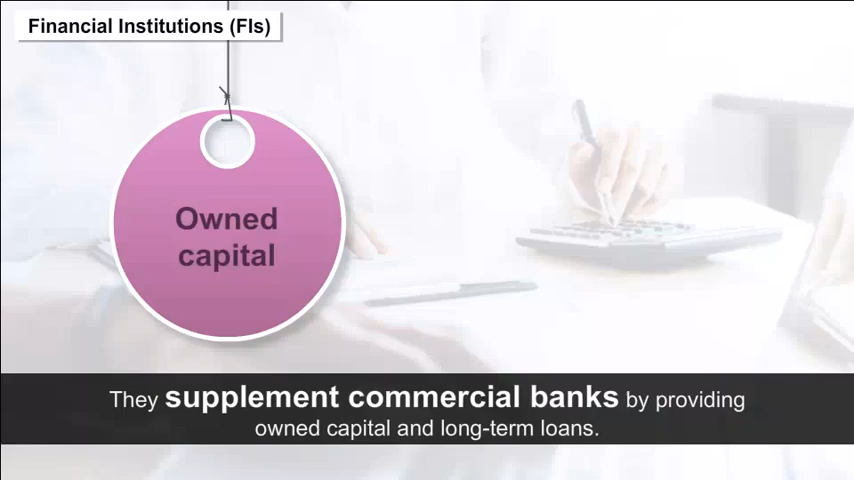 Financial Institutions (FIs)
Owned
capital
They supplement commercial banks by providing
owned capital and long-term loans.